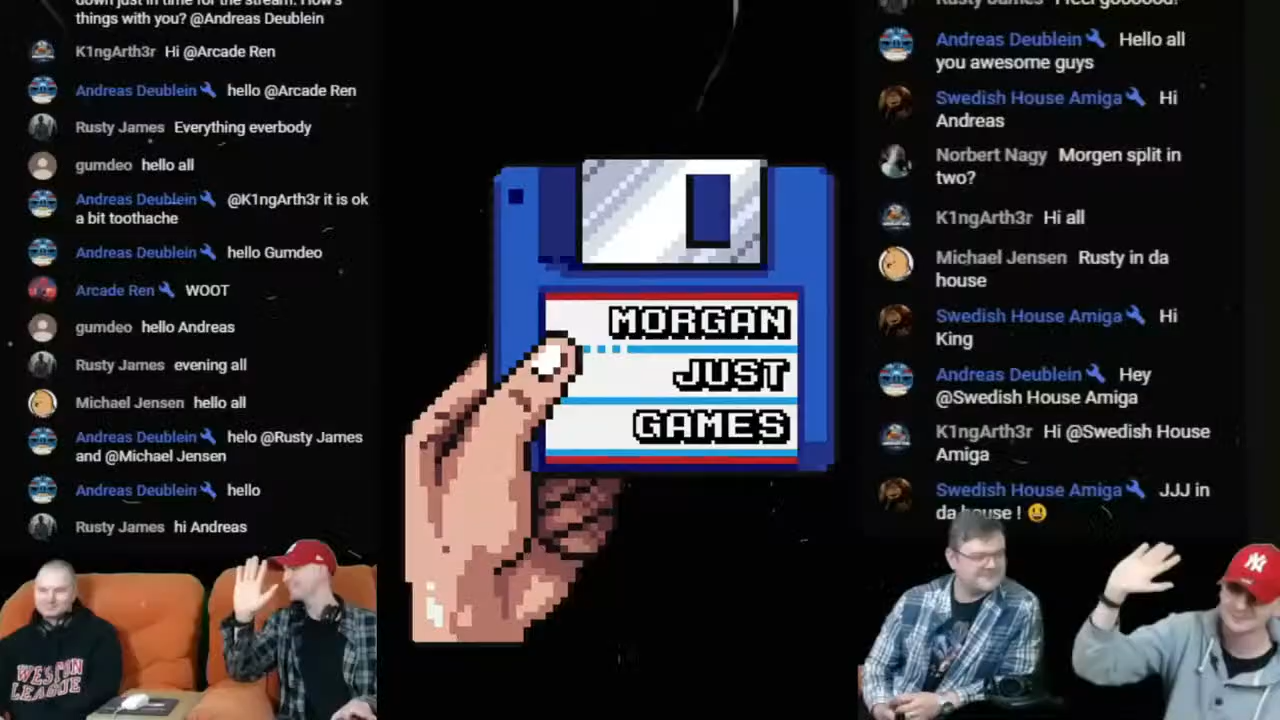 down just in time for the stream. How's
things with you? @Andreas Deublein
K1ngArth3r Hi @Arcade Ren
Andreas Deublein hello @Arcade Ren
Rusty James Everything everbody
gumdeo hello all
Andreas Deublein @K1ngArth3r it is ok
a bit toothache
Andreas Deublein hello Gumdeo
Arcade Ren WOOT
gumdeo hello Andreas
Rusty James evening all
Michael Jensen hello all
Andreas Deublein helo @Rusty James
and @Michael Jensen
Andreas Deublein hello
Rusty James hi Andreas
WESTON
LEAGUE
MORGAN
JUST
GAMES
Rusty James I feel goooood!
Andreas Deublein Hello all
you awesome guys
Swedish House Amiga Hi
Andreas
Norbert Nagy Morgen split in
two?
K1ngArth3r Hi all
Michael Jensen Rusty in da
house
Swedish House Amiga Hi
King
Andreas Deublein Hey
@Swedish House Amiga
K1ngArth3r Hi @Swedish House
Amiga
Swedish House Amiga JJJ in
da house ! 😃
NY